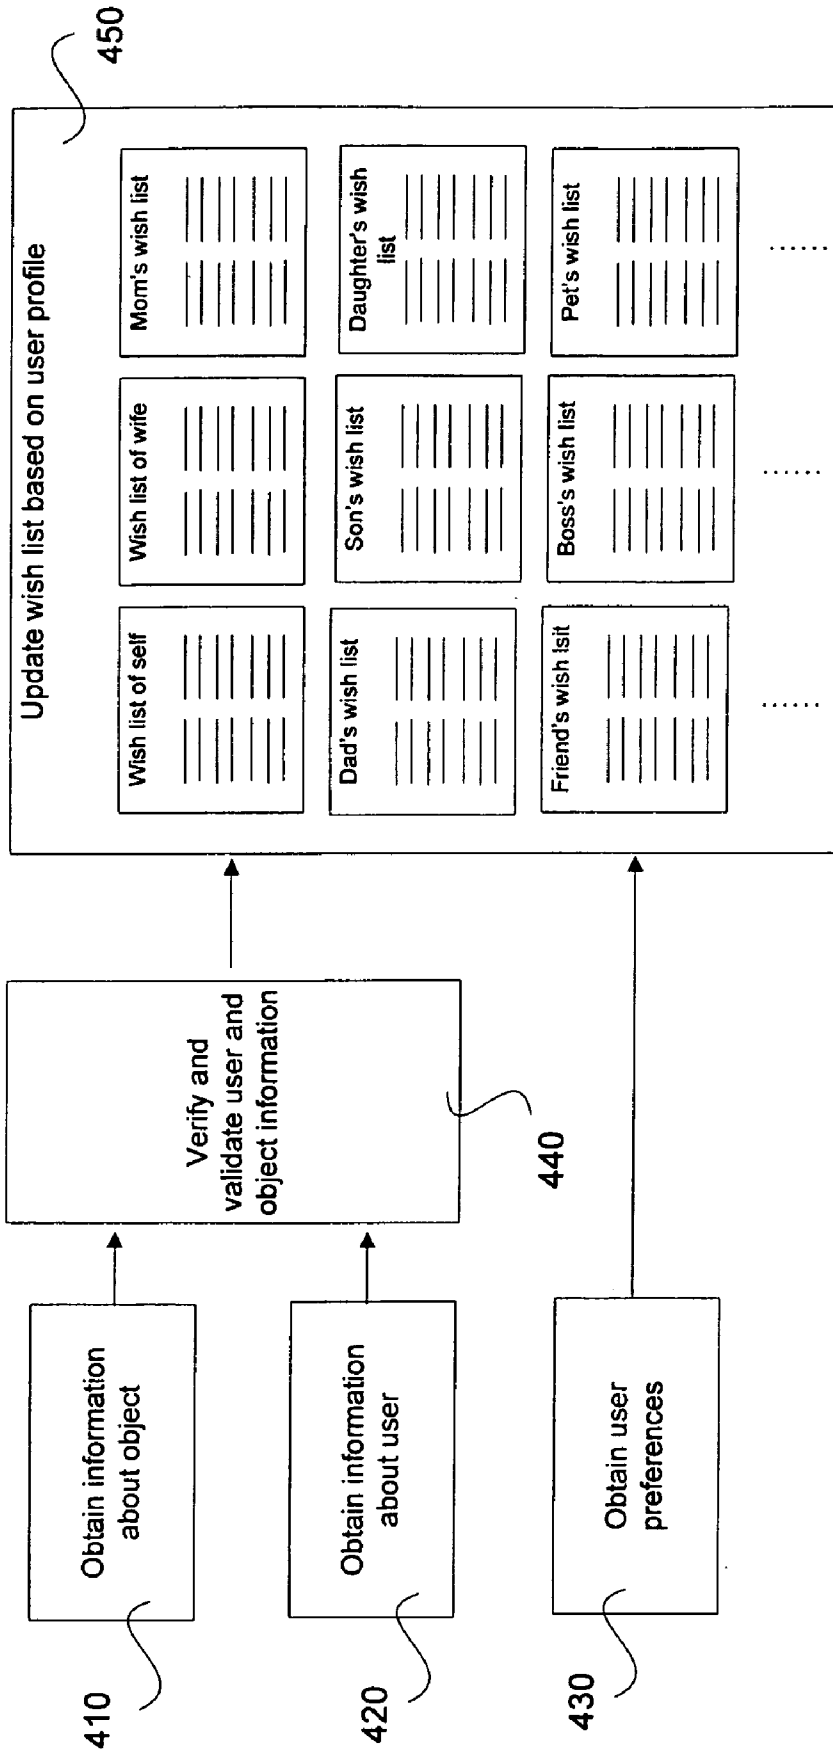 410
Obtain information
about object
420
Obtain information
about user
430
Obtain user
preferences
Verify and
validate user and
object information
440
Update wish list based on user profile
450
Wish list of self
Wish list of wife
Mom's wish list
Dad's wish list
Son's wish list
Daughter's wish
list
Friend's wish lsit
Boss's wish list
Pet's wish list
......
......
......